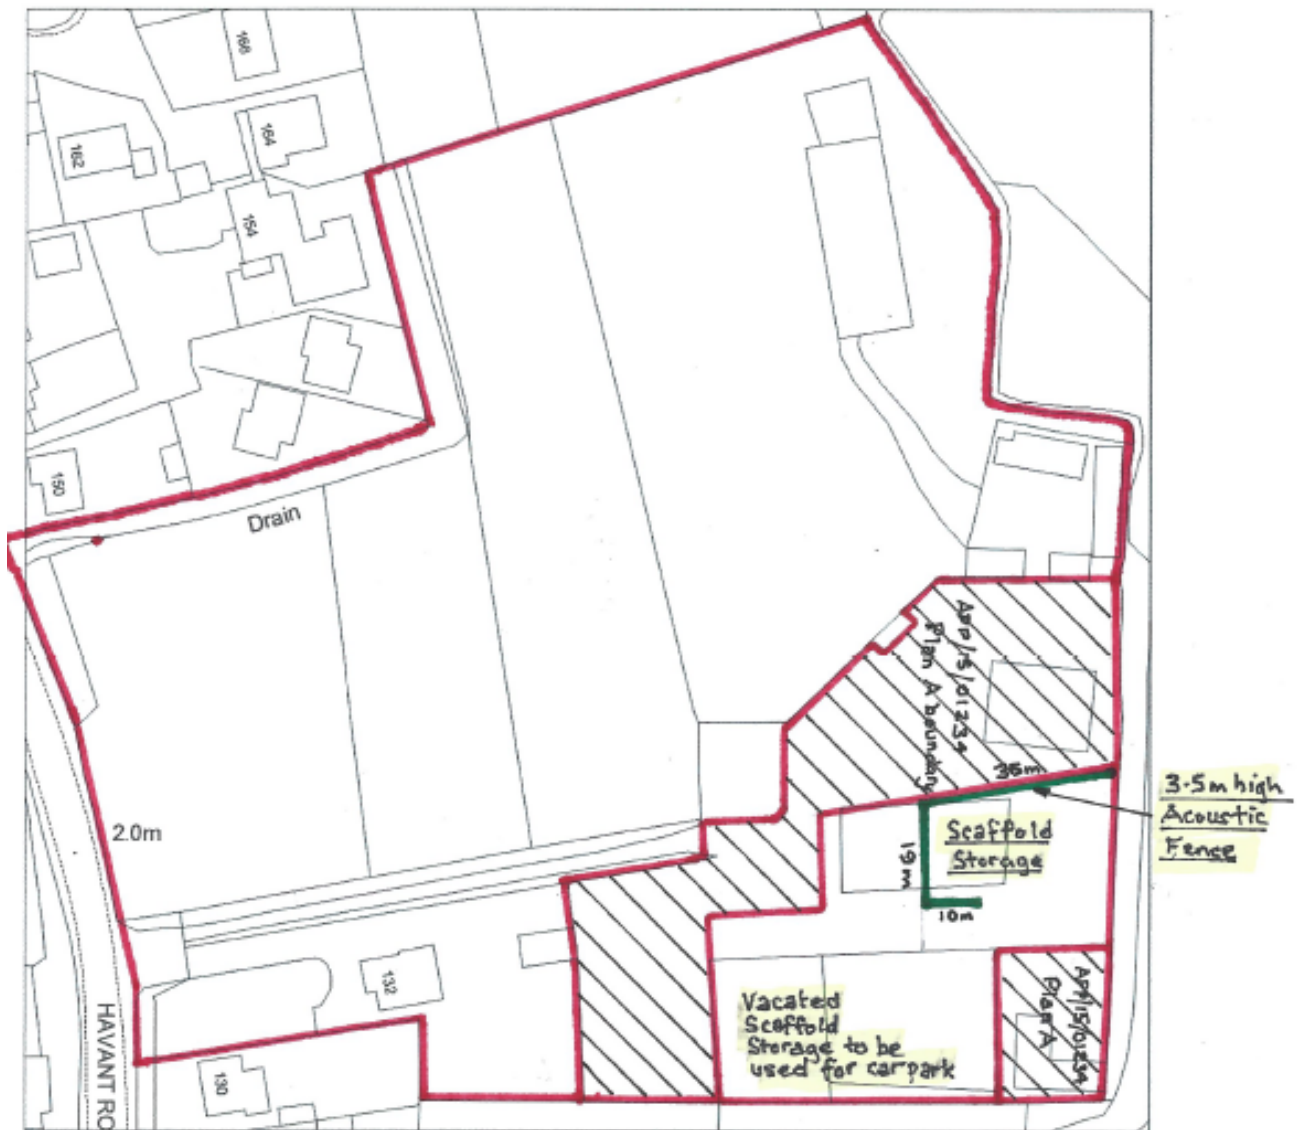 166
164
162
154
150
Drain
APP/15/01234
Plan A boundary
36m
3.5m high
Acoustic
Fence
Scaffold
Storage
19m
10m
2.0m
132
Vacated
Scaffold
Storage to be
used for carpark
APP/15/01234
Plan A
HAVANT RO
130